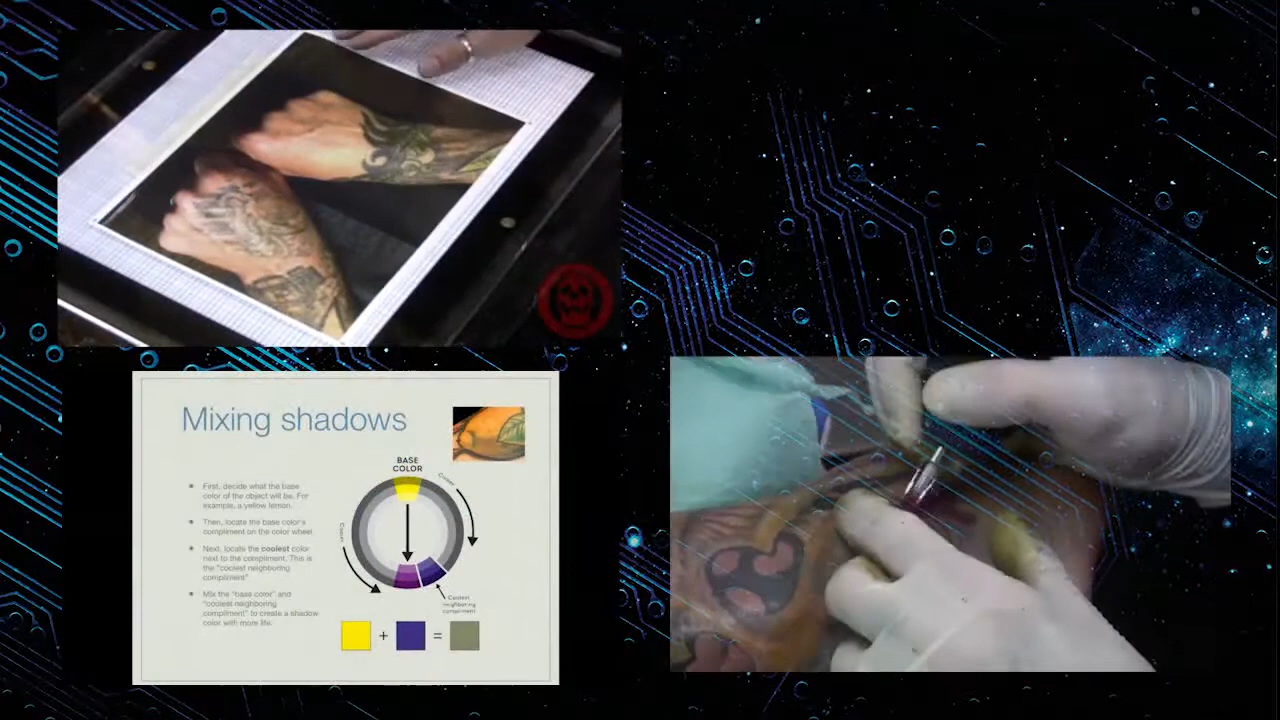 Mixing shadows
BASE
COLOR
Cooler
Cooler
First, decide what the base
color of the object will be. For
example, a yellow lemon.
Then, locate the base color's
compliment on the color wheel.
Next, locate the coolest color
next to the compliment. This is
the "coolest neighboring
compliment"
Mix the "base color" and
"coolest neighboring
compliment" to create a shadow
color with more life.
Coolest
neighboring
compliment
+ =